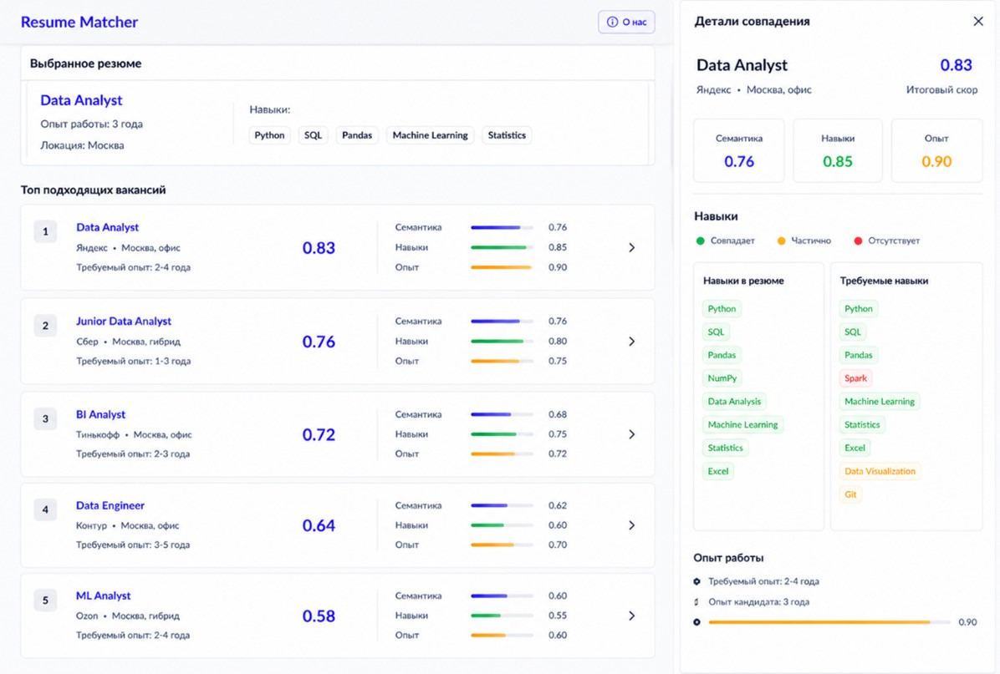 Resume Matcher
О нас
Выбранное резюме
Data Analyst
Опыт работы: 3 года
Локация: Москва
Навыки:
Python SQL Pandas Machine Learning Statistics
Топ подходящих вакансий
1
Data Analyst
Яндекс • Москва, офис
Требуемый опыт: 2-4 года
0.83
Семантика 0.76
Навыки 0.85
Опыт 0.90
2
Junior Data Analyst
Сбер • Москва, гибрид
Требуемый опыт: 1-3 года
0.76
Семантика 0.76
Навыки 0.80
Опыт 0.75
3
BI Analyst
Тинькофф • Москва, офис
Требуемый опыт: 2-3 года
0.72
Семантика 0.68
Навыки 0.75
Опыт 0.72
4
Data Engineer
Контур • Москва, офис
Требуемый опыт: 3-5 года
0.64
Семантика 0.62
Навыки 0.60
Опыт 0.70
5
ML Analyst
Ozon • Москва, гибрид
Требуемый опыт: 2-4 года
0.58
Семантика 0.60
Навыки 0.55
Опыт 0.60
Детали совпадения
Data Analyst 0.83
Яндекс • Москва, офис Итоговый скор
Семантика
0.76
Навыки
0.85
Опыт
0.90
Навыки
Совпадает Частично Отсутствует
Навыки в резюме
Python
SQL
Pandas
NumPy
Data Analysis
Machine Learning
Statistics
Excel
Требуемые навыки
Python
SQL
Pandas
Spark
Machine Learning
Statistics
Excel
Data Visualization
Git
Опыт работы
Требуемый опыт: 2-4 года
Опыт кандидата: 3 года
0.90